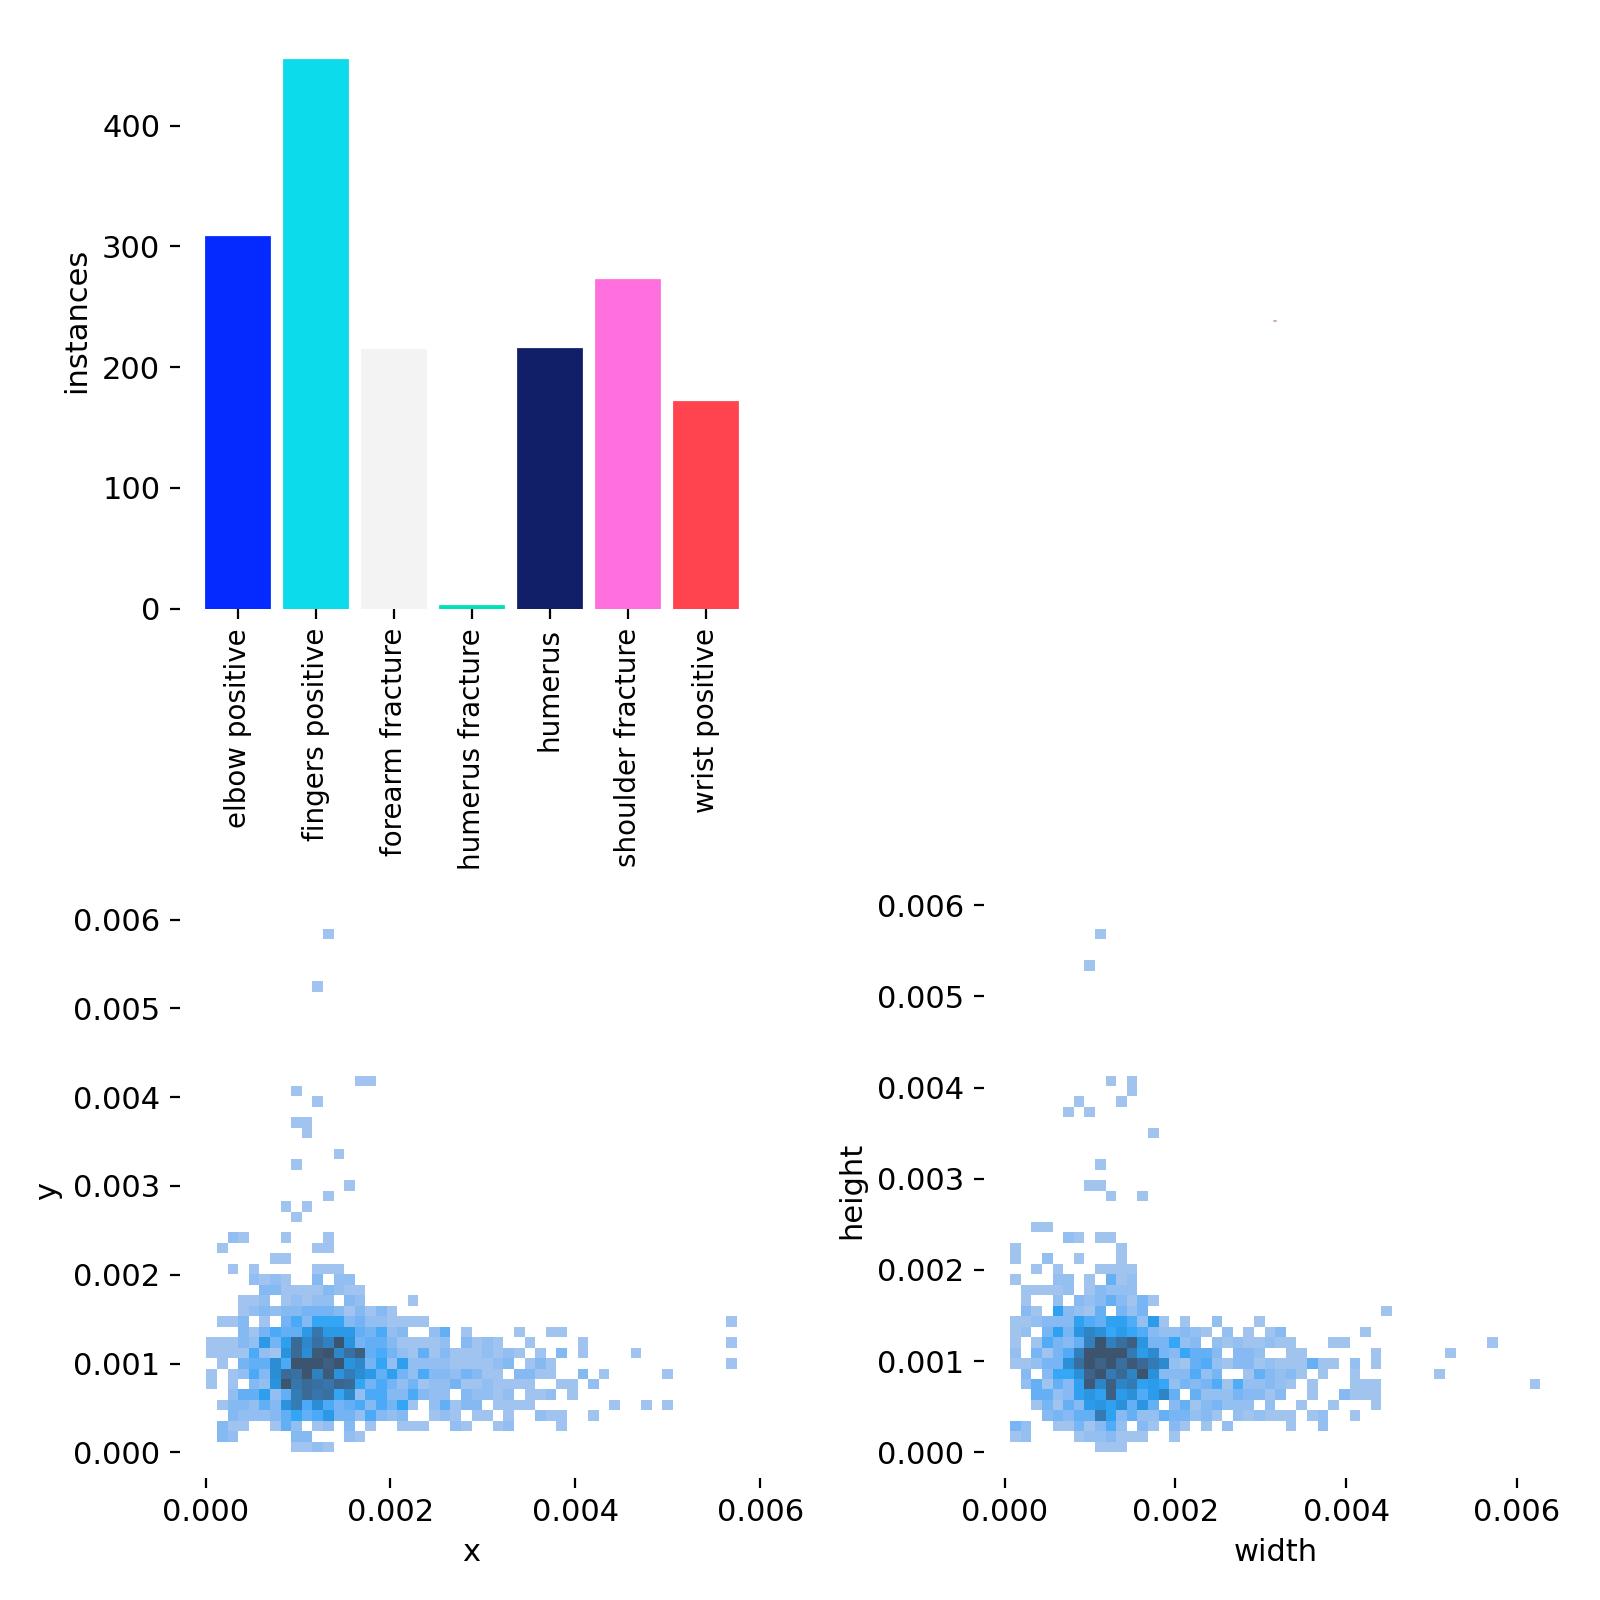 400
300
200
100
0
instances
elbow positive
fingers positive
forearm fracture
humerus fracture
humerus
shoulder fracture
wrist positive
0.006
0.005
0.004
0.003
0.002
0.001
0.000
y
0.000 0.002 0.004 0.006
x
0.006
0.005
0.004
0.003
0.002
0.001
0.000
height
0.000 0.002 0.004 0.006
width